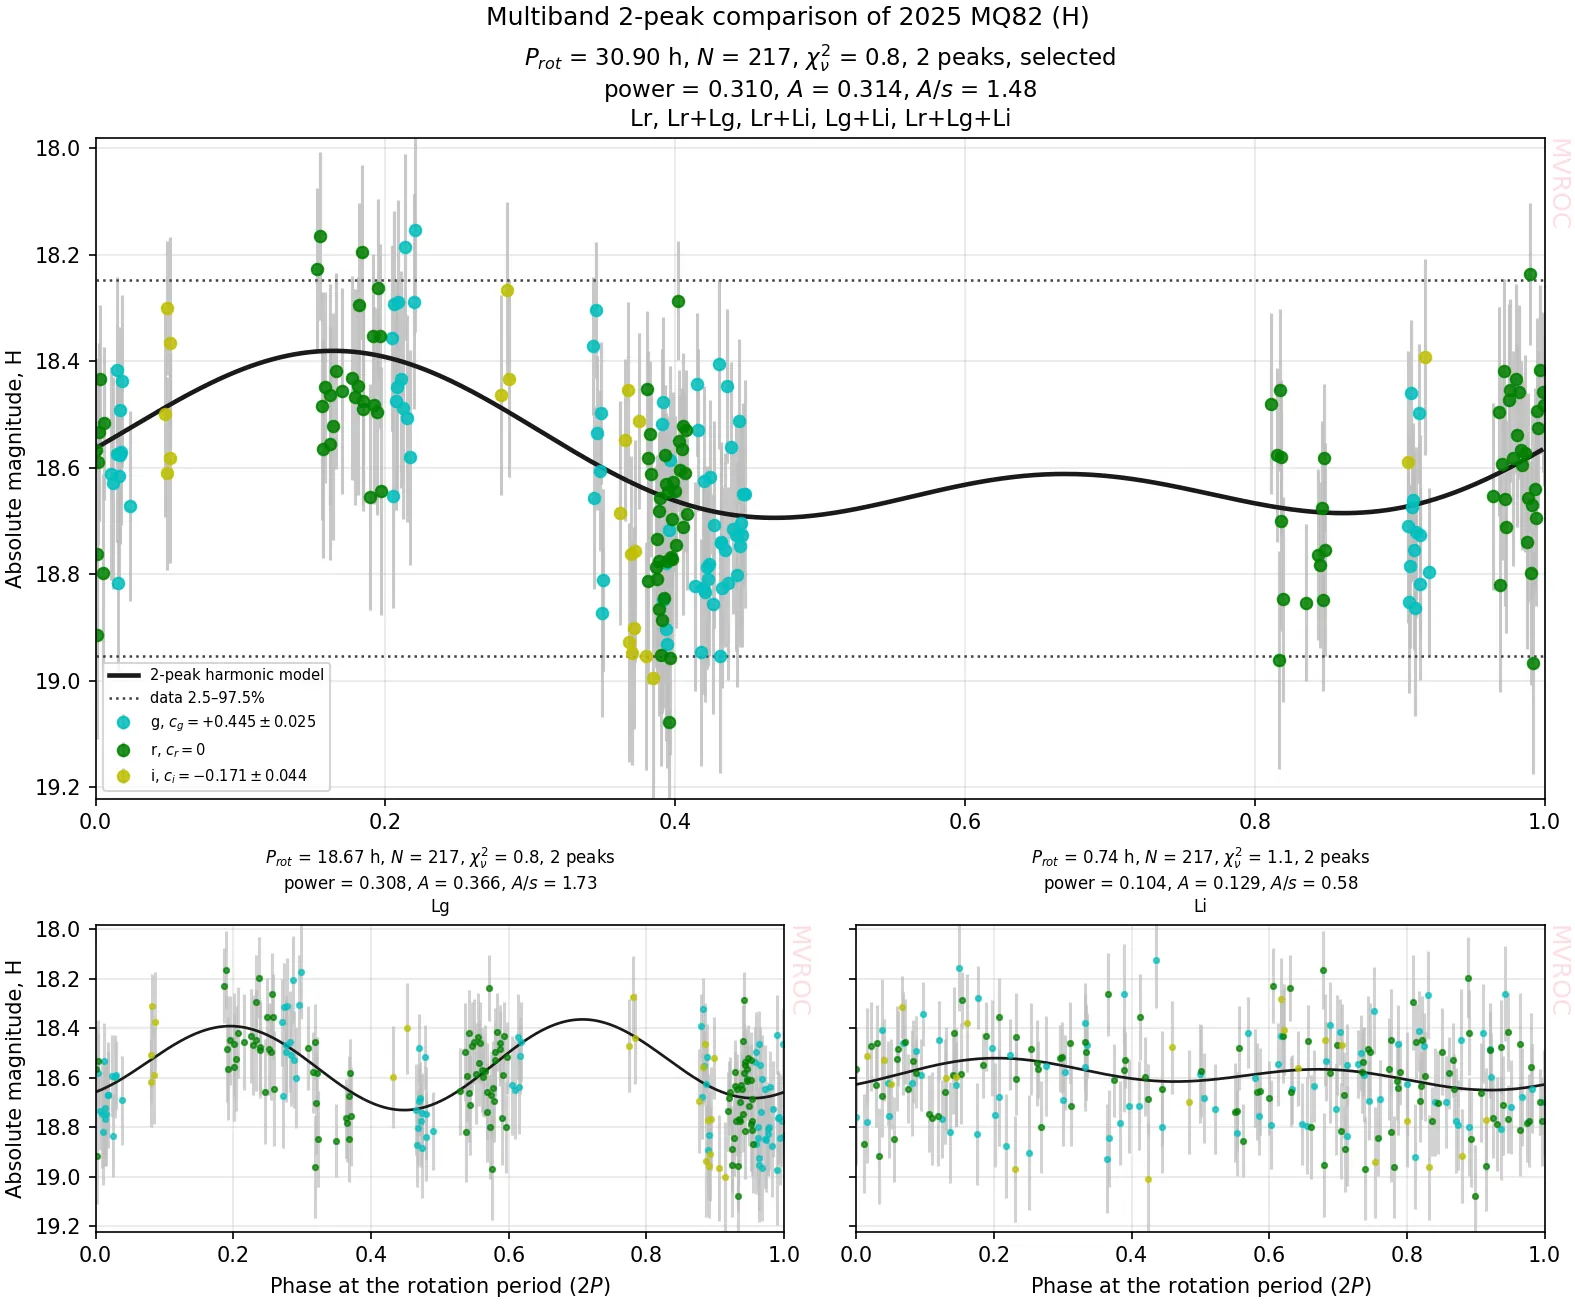 Multiband 2-peak comparison of 2025 MQ82 (H)
P_rot = 30.90 h, N = 217, χ²_ν = 0.8, 2 peaks, selected
power = 0.310, A = 0.314, A/s = 1.48
Lr, Lr+Lg, Lr+Li, Lg+Li, Lr+Lg+Li
MVROC
Absolute magnitude, H
18.0
18.2
18.4
18.6
18.8
19.0
19.2
2-peak harmonic model
data 2.5–97.5%
g, c_g = +0.445 ± 0.025
r, c_r = 0
i, c_i = −0.171 ± 0.044
0.0 0.2 0.4 0.6 0.8 1.0
P_rot = 18.67 h, N = 217, χ²_ν = 0.8, 2 peaks
power = 0.308, A = 0.366, A/s = 1.73
Lg
MVROC
Absolute magnitude, H
18.0
18.2
18.4
18.6
18.8
19.0
19.2
0.0 0.2 0.4 0.6 0.8 1.0
Phase at the rotation period (2P)
P_rot = 0.74 h, N = 217, χ²_ν = 1.1, 2 peaks
power = 0.104, A = 0.129, A/s = 0.58
Li
MVROC
0.0 0.2 0.4 0.6 0.8 1.0
Phase at the rotation period (2P)